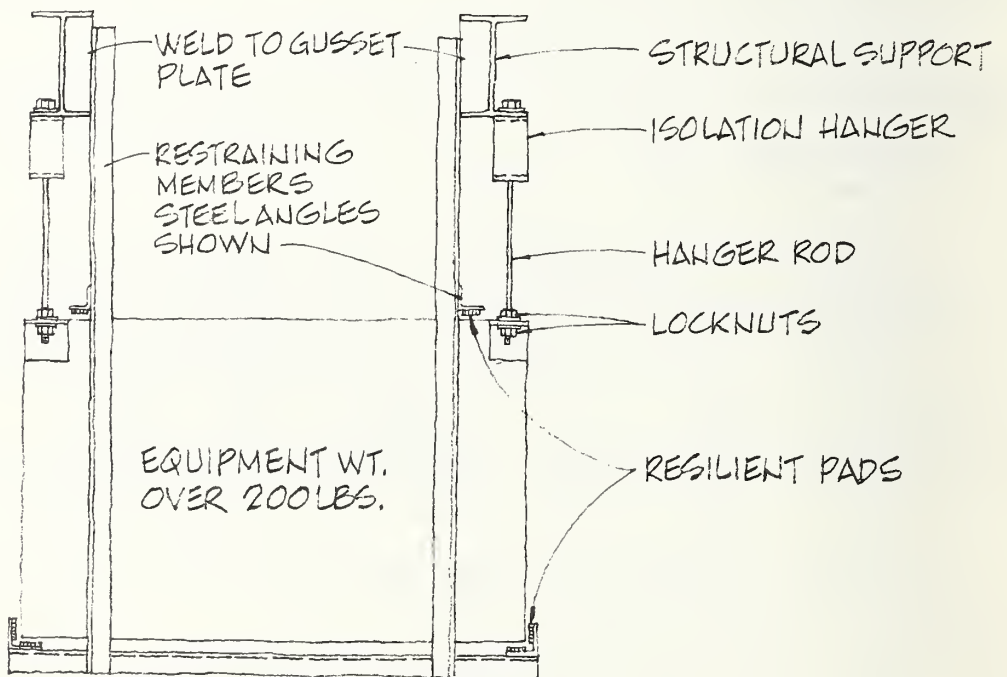 WELD TO GUSSET
PLATE
STRUCTURAL SUPPORT
ISOLATION HANGER
RESTRAINING
MEMBERS
STEEL ANGLES
SHOWN
HANGER ROD
LOCKNUTS
EQUIPMENT WT.
OVER 200 LBS.
RESILIENT PADS